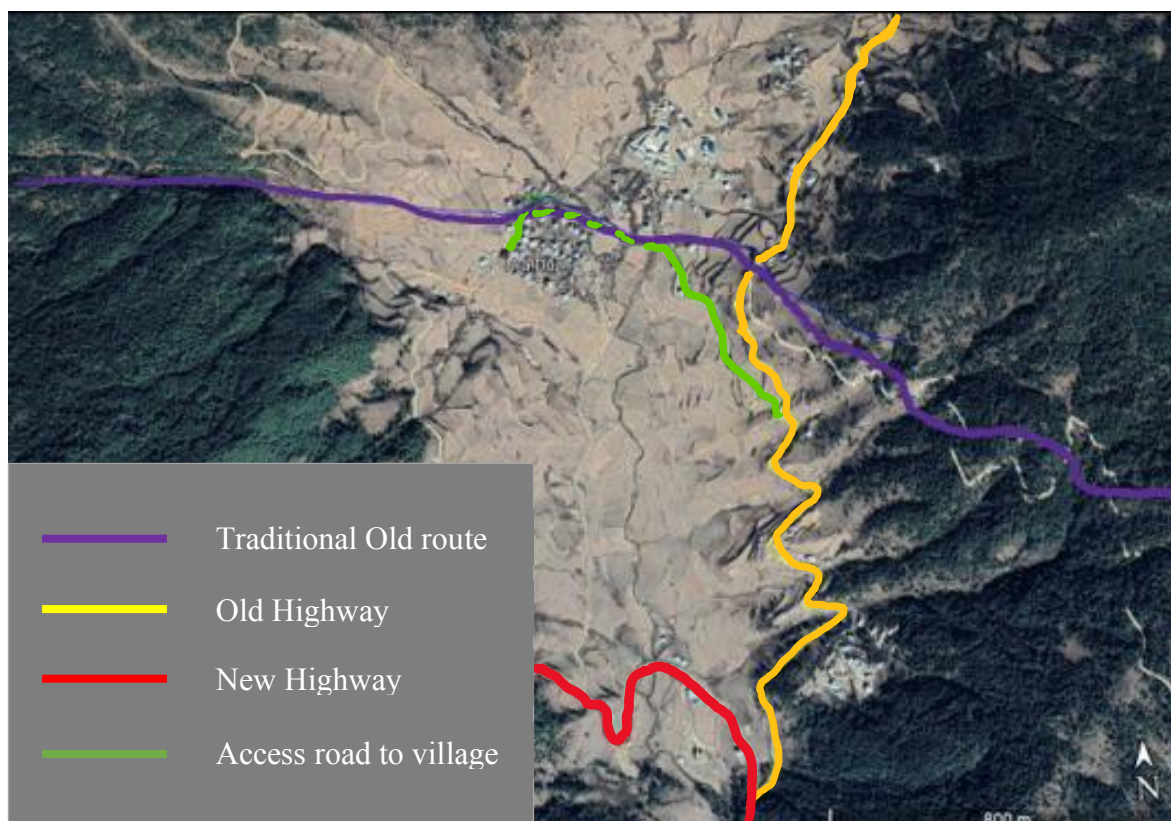 Traditional Old route
Old Highway
New Highway
Access road to village
N
800 m